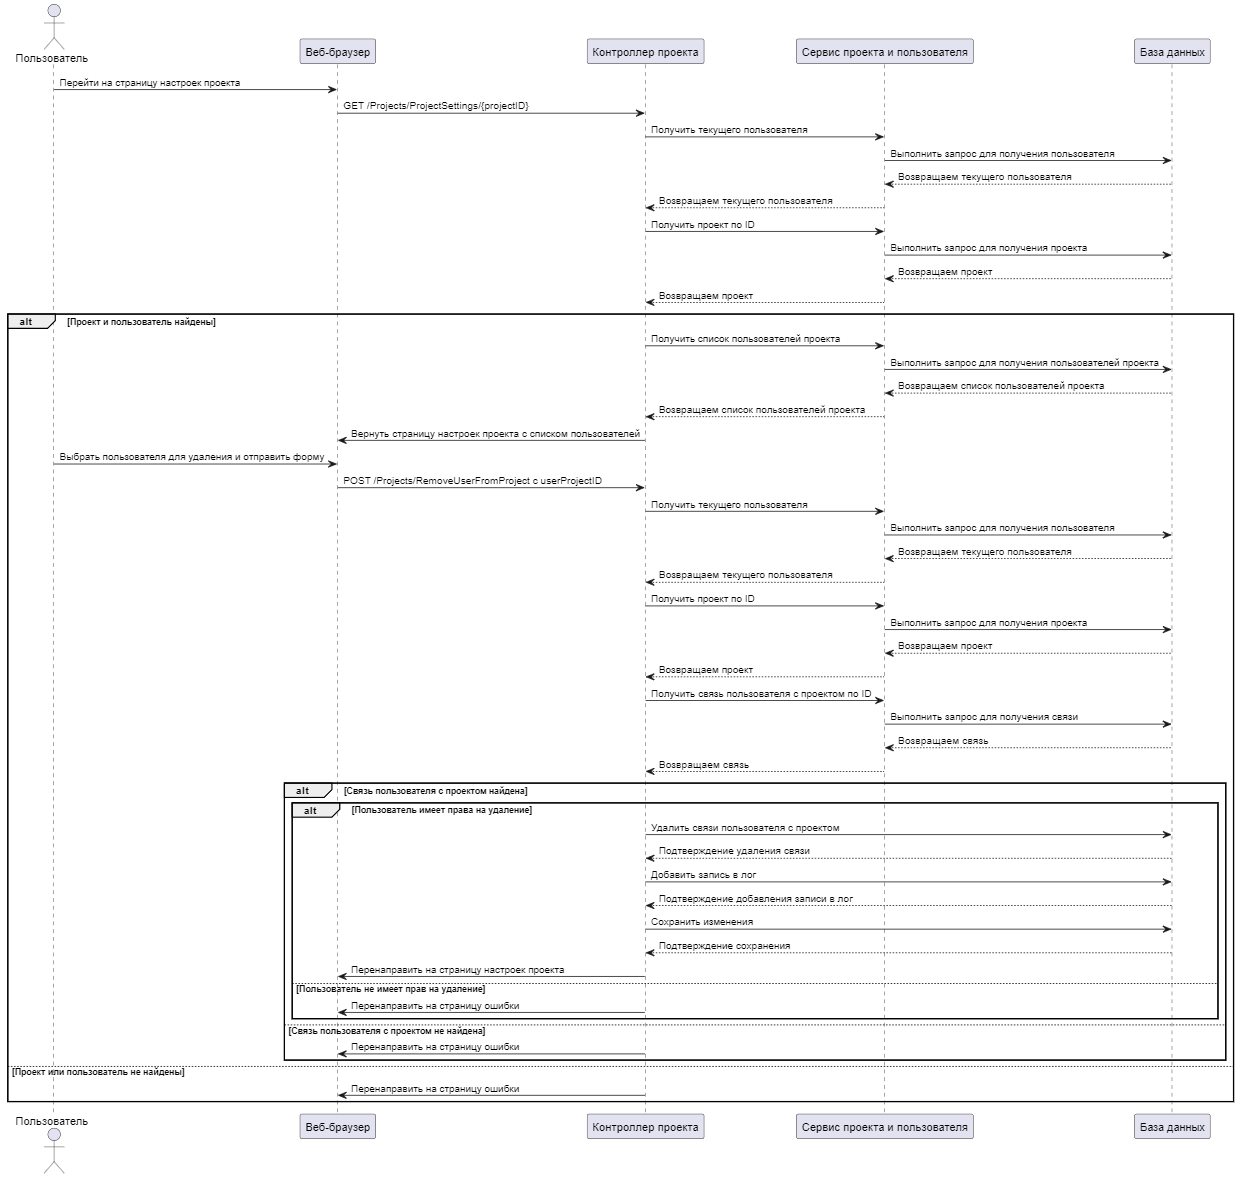 Пользователь
Веб-браузер
Контроллер проекта
Сервис проекта и пользователя
База данных
Перейти на страницу настроек проекта
GET /Projects/ProjectSettings/{projectID}
Получить текущего пользователя
Выполнить запрос для получения пользователя
Возвращаем текущего пользователя
Возвращаем текущего пользователя
Получить проект по ID
Выполнить запрос для получения проекта
Возвращаем проект
Возвращаем проект
alt [Проект и пользователь найдены]
Получить список пользователей проекта
Выполнить запрос для получения пользователей проекта
Возвращаем список пользователей проекта
Возвращаем список пользователей проекта
Вернуть страницу настроек проекта с списком пользователей
Выбрать пользователя для удаления и отправить форму
POST /Projects/RemoveUserFromProject с userProjectID
Получить текущего пользователя
Выполнить запрос для получения пользователя
Возвращаем текущего пользователя
Возвращаем текущего пользователя
Получить проект по ID
Выполнить запрос для получения проекта
Возвращаем проект
Возвращаем проект
Получить связь пользователя с проектом по ID
Выполнить запрос для получения связи
Возвращаем связь
Возвращаем связь
alt [Связь пользователя с проектом найдена]
alt [Пользователь имеет права на удаление]
Удалить связи пользователя с проектом
Подтверждение удаления связи
Добавить запись в лог
Подтверждение добавления записи в лог
Сохранить изменения
Подтверждение сохранения
Перенаправить на страницу настроек проекта
[Пользователь не имеет прав на удаление]
Перенаправить на страницу ошибки
[Связь пользователя с проектом не найдена]
Перенаправить на страницу ошибки
[Проект или пользователь не найдены]
Перенаправить на страницу ошибки
Пользователь
Веб-браузер
Контроллер проекта
Сервис проекта и пользователя
База данных